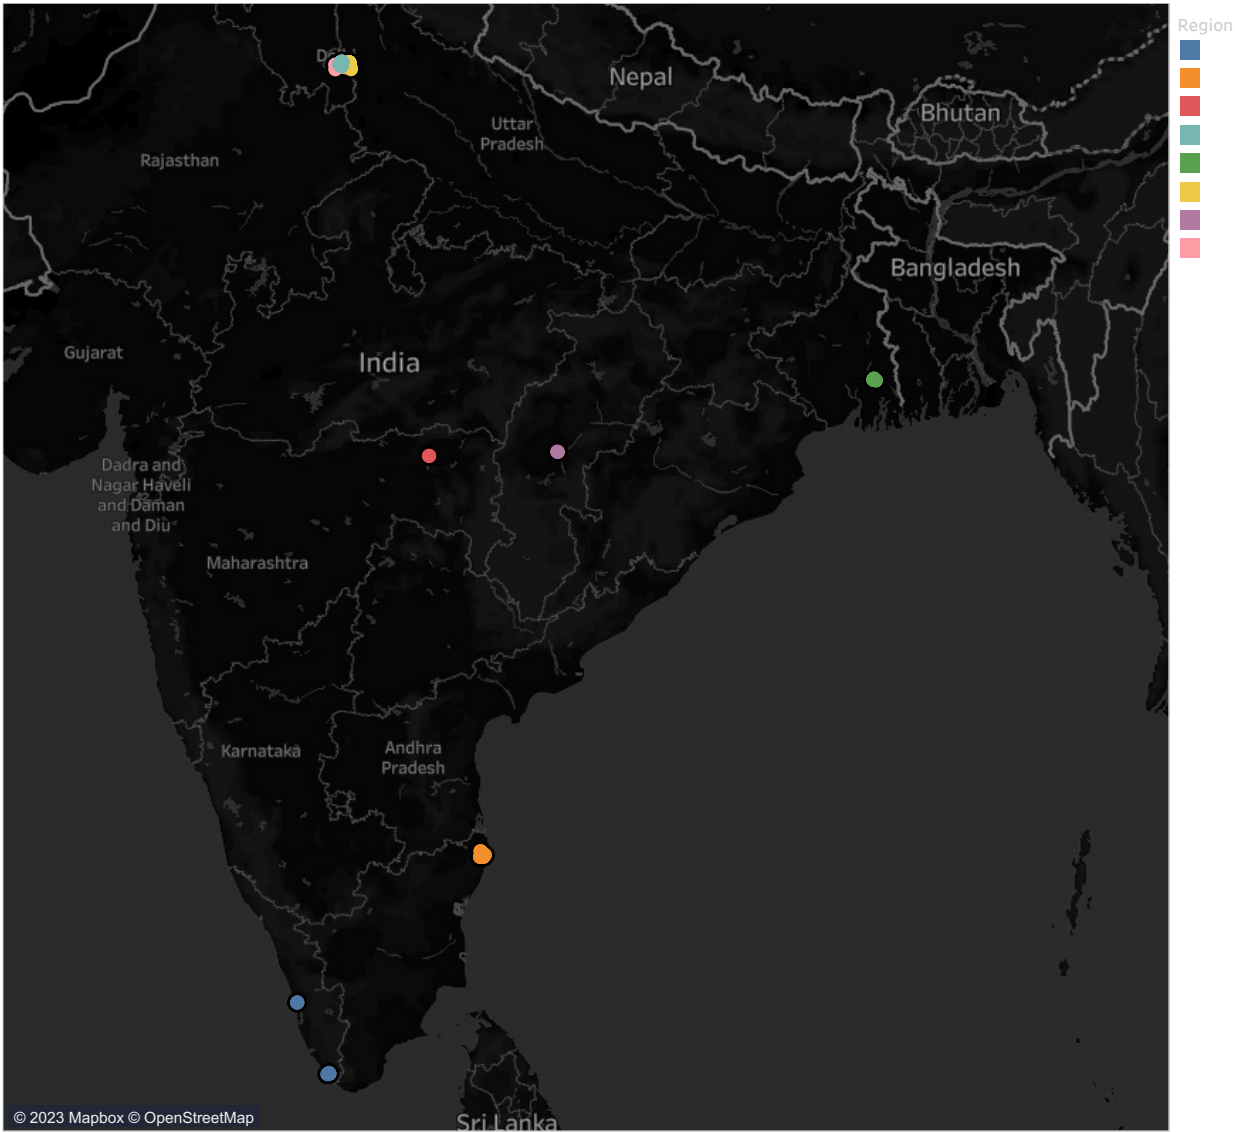 Region
Delhi
Nepal
Bhutan
Uttar
Pradesh
Rajasthan
Bangladesh
Gujarat
India
Dadra and
Nagar Haveli
and Daman
and Diu
Maharashtra
Karnataka
Andhra
Pradesh
Sri Lanka
© 2023 Mapbox © OpenStreetMap